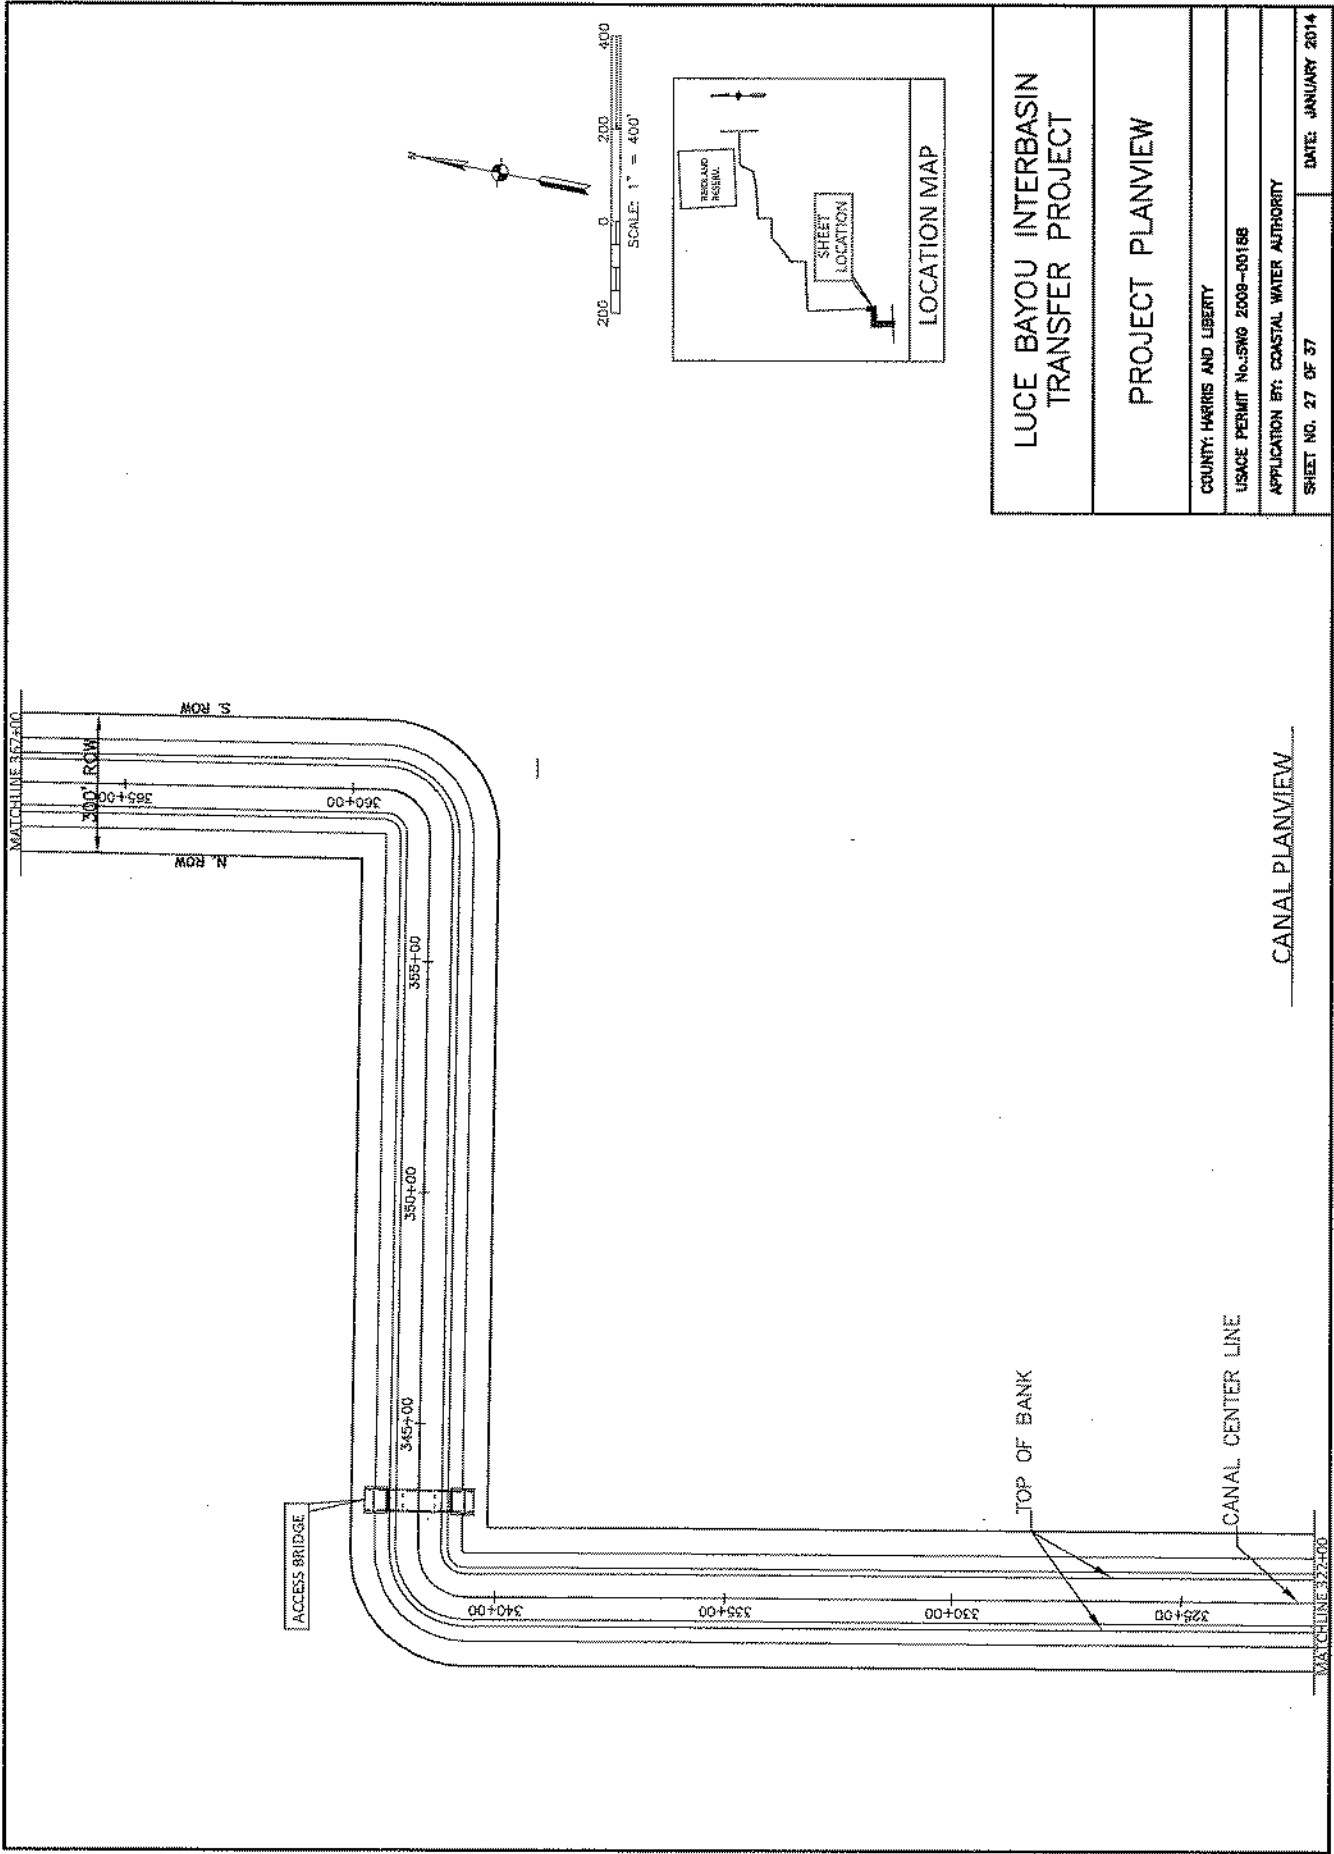 MATCHLINE 367+00
300' ROW
S. ROW
N. ROW
365+00
360+00
355+00
350+00
345+00
ACCESS BRIDGE
340+00
335+00
330+00
325+00
TOP OF BANK
CANAL CENTER LINE
MATCHLINE 322+00
CANAL PLANVIEW
N
200 0 200 400
SCALE: 1" = 400'
SHEET
LOCATION
LOCATION MAP
LUCE BAYOU INTERBASIN
TRANSFER PROJECT
PROJECT PLANVIEW
COUNTY: HARRIS AND LIBERTY
USACE PERMIT No.:SWG 2009-00188
APPLICATION BY: COASTAL WATER AUTHORITY
SHEET NO. 27 OF 37
DATE: JANUARY 2014